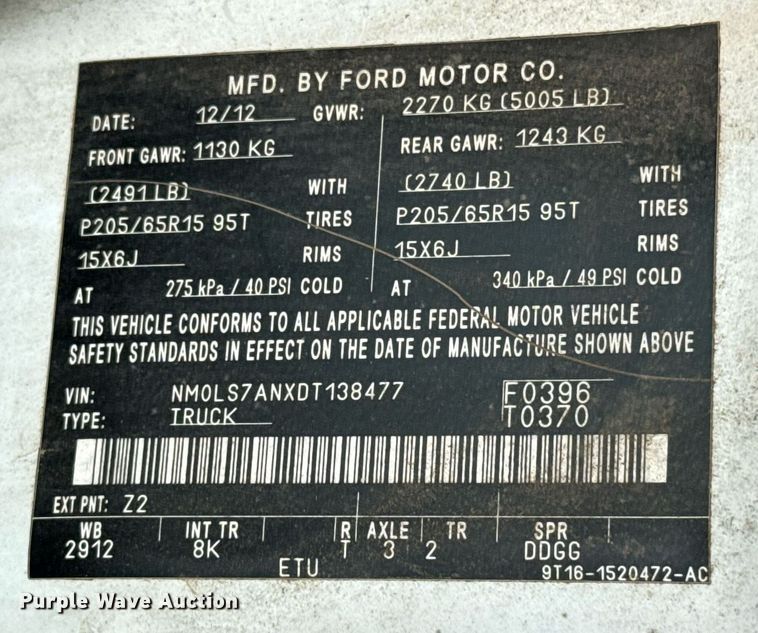 MFD. BY FORD MOTOR CO.
DATE: 12/12 GVWR: 2270 KG (5005 LB)
FRONT GAWR: 1130 KG REAR GAWR: 1243 KG
(2491 LB) WITH (2740 LB) WITH
P205/65R15 95T TIRES P205/65R15 95T TIRES
15X6J RIMS 15X6J RIMS
AT 275 kPa / 40 PSI COLD AT 340 kPa / 49 PSI COLD
THIS VEHICLE CONFORMS TO ALL APPLICABLE FEDERAL MOTOR VEHICLE
SAFETY STANDARDS IN EFFECT ON THE DATE OF MANUFACTURE SHOWN ABOVE
VIN: NM0LS7ANXDT138477 F0396
TYPE: TRUCK T0370
EXT PNT: Z2
WB INT TR R AXLE TR SPR
2912 8K T 3 2 DDGG
ETU 9T16-1520472-AC
Purple Wave Auction